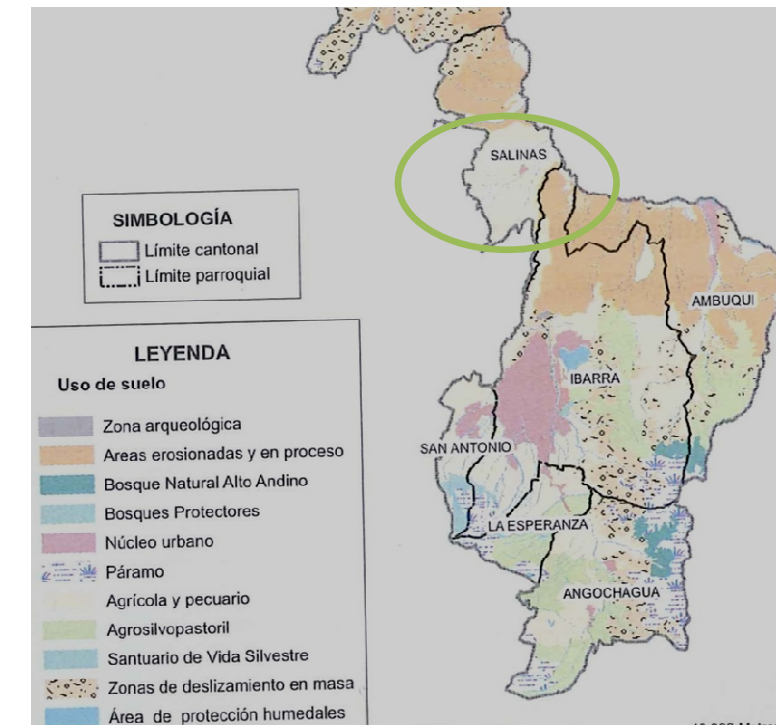 SALINAS
SIMBOLOGÍA
Límite cantonal
Límite parroquial
AMBUQUI
LEYENDA
Uso de suelo
IBARRA
Zona arqueológica
SAN ANTONIO
Areas erosionadas y en proceso
Bosque Natural Alto Andino
Bosques Protectores
LA ESPERANZA
Núcleo urbano
Páramo
ANGOCHAGUA
Agrícola y pecuario
Agrosilvopastoril
Santuario de Vida Silvestre
Zonas de deslizamiento en masa
Área de protección humedales